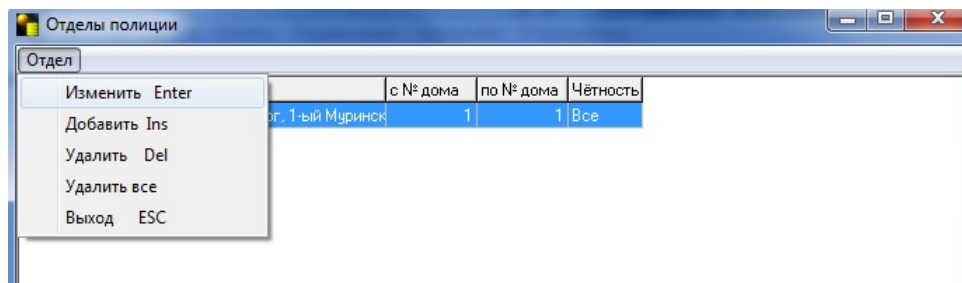 Отделы полиции
Отдел
с № дома по № дома Чётность
Изменить Enter
1-ый Муринск 1 1 Все
Добавить Ins
Удалить Del
Удалить все
Выход ESC